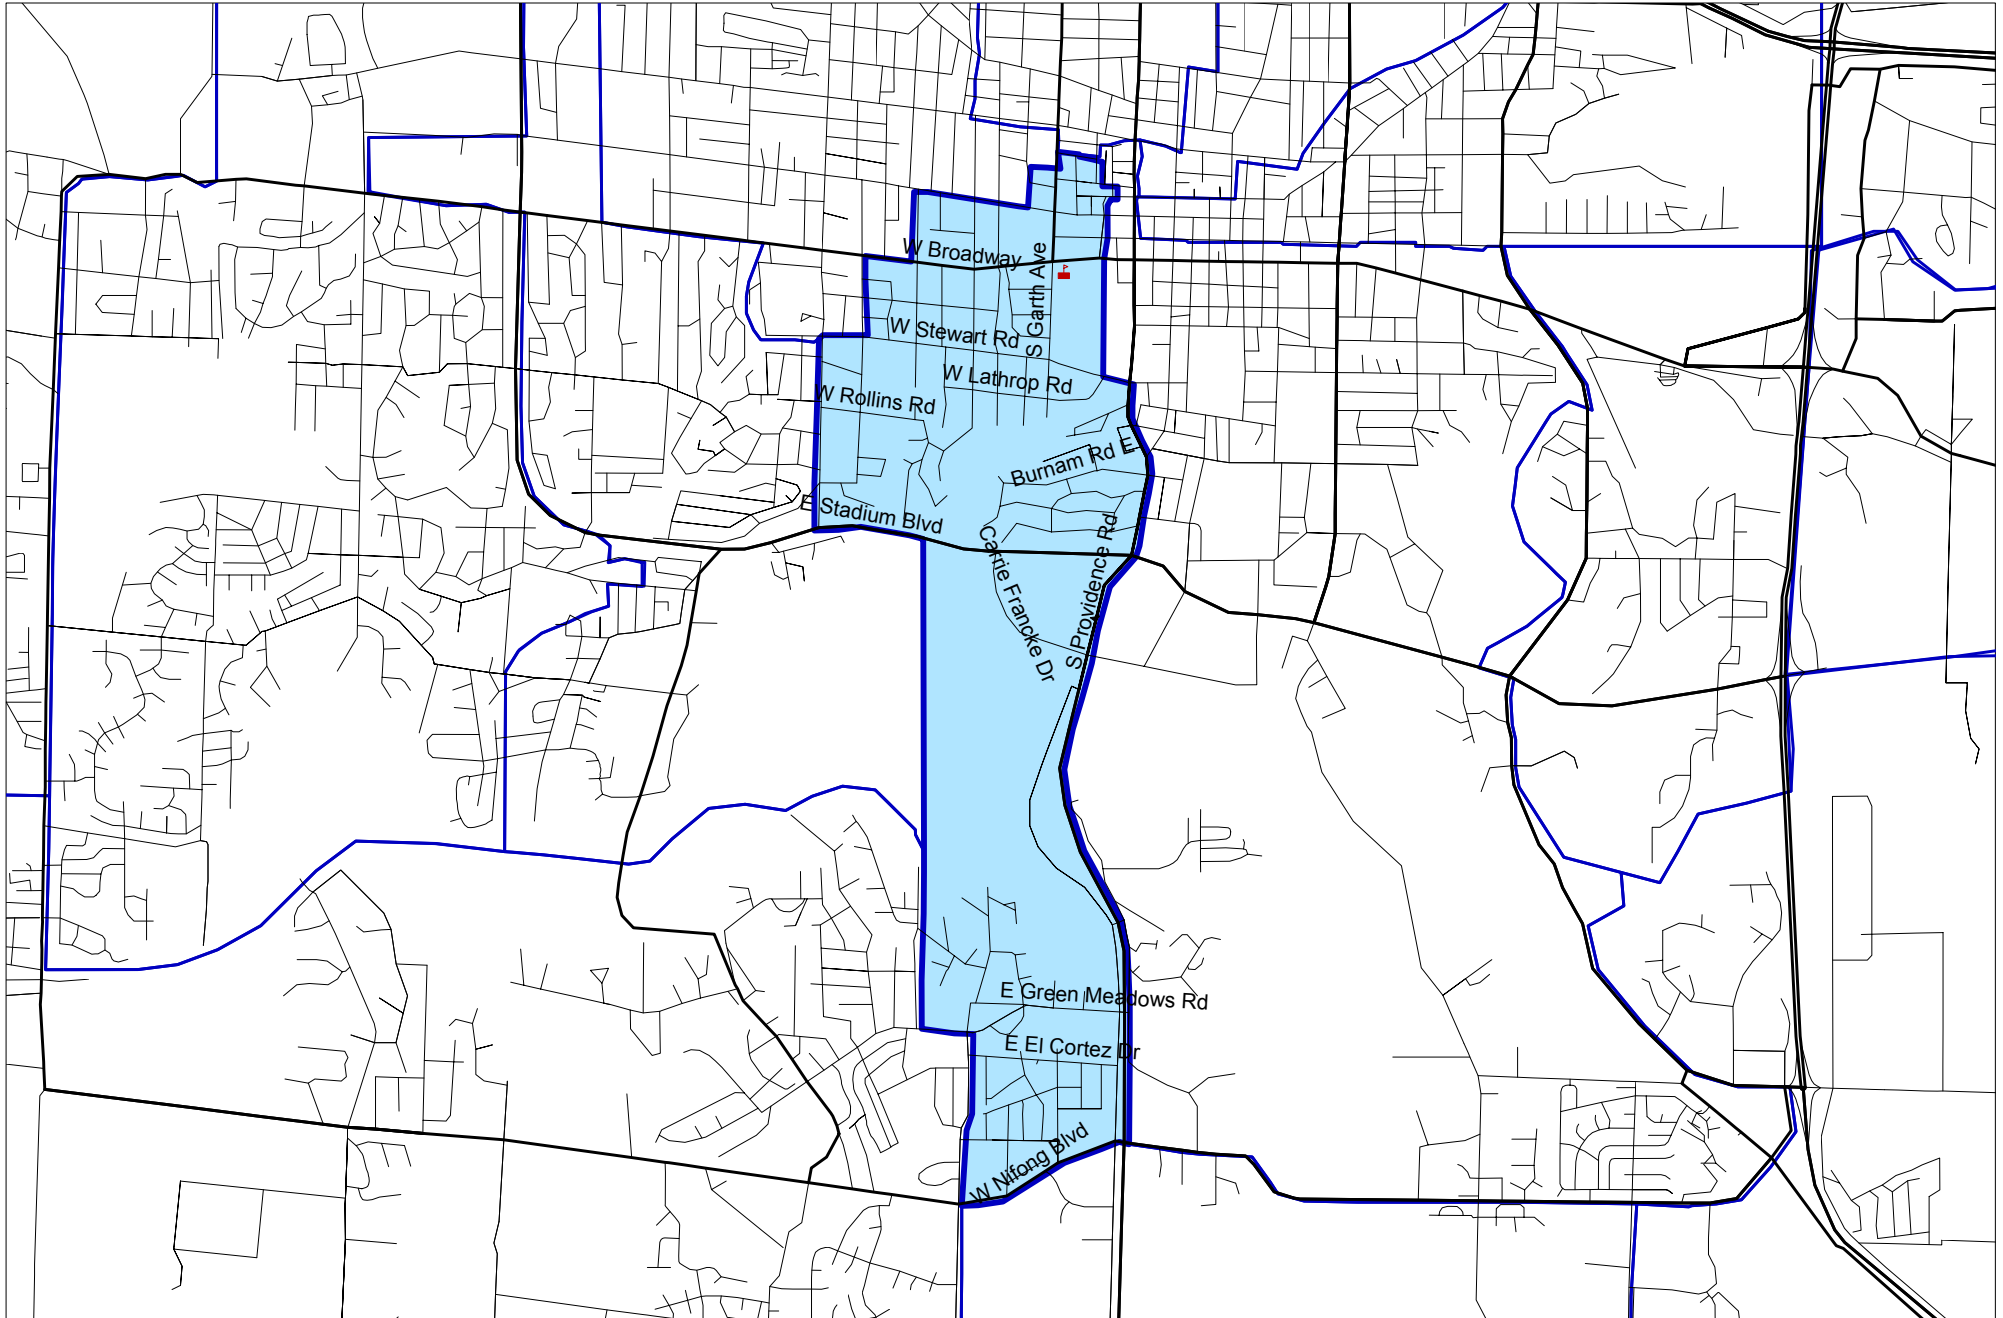 W Broadway
S Garth Ave
W Stewart Rd
W Lathrop Rd
W Rollins Rd
Burnam Rd E
E Stadium Blvd
Carrie Francke Dr
S Providence Rd
E Green Meadows Rd
E El Cortez Dr
W Nifong Blvd